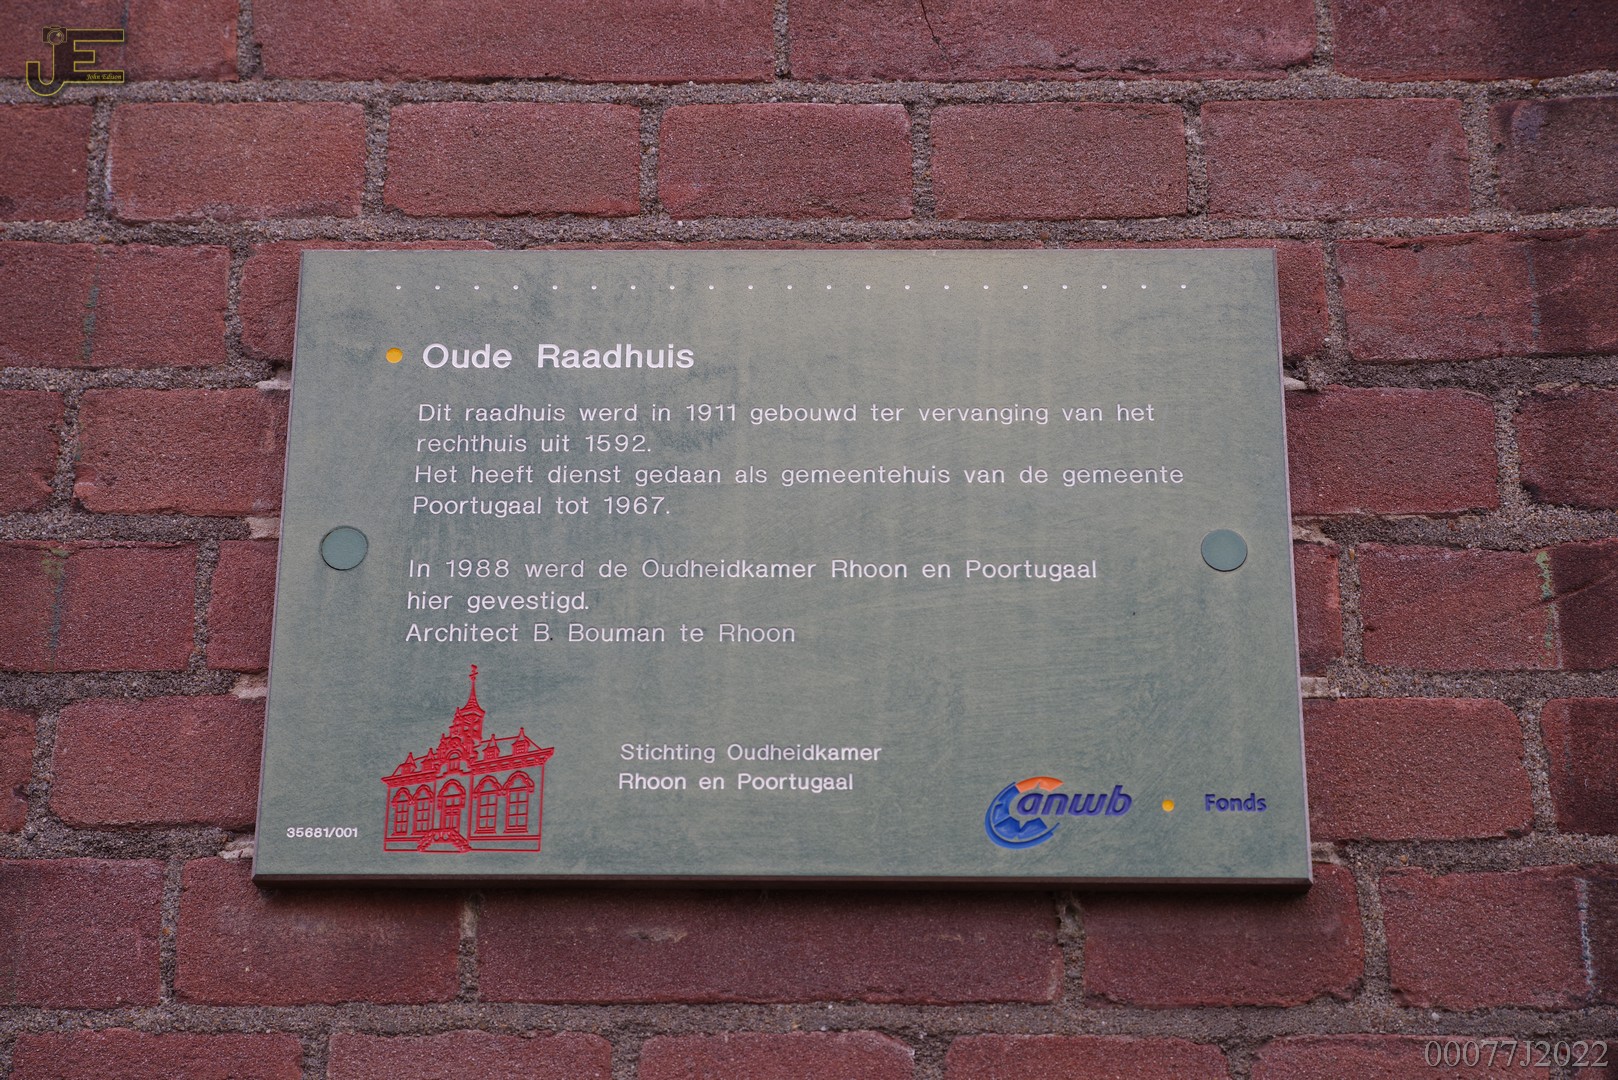 JE
John Edison
Oude Raadhuis
Dit raadhuis werd in 1911 gebouwd ter vervanging van het
rechthuis uit 1592.
Het heeft dienst gedaan als gemeentehuis van de gemeente
Poortugaal tot 1967.
In 1988 werd de Oudheidkamer Rhoon en Poortugaal
hier gevestigd.
Architect B. Bouman te Rhoon
Stichting Oudheidkamer
Rhoon en Poortugaal
35681/001
anwb Fonds
00077J2022